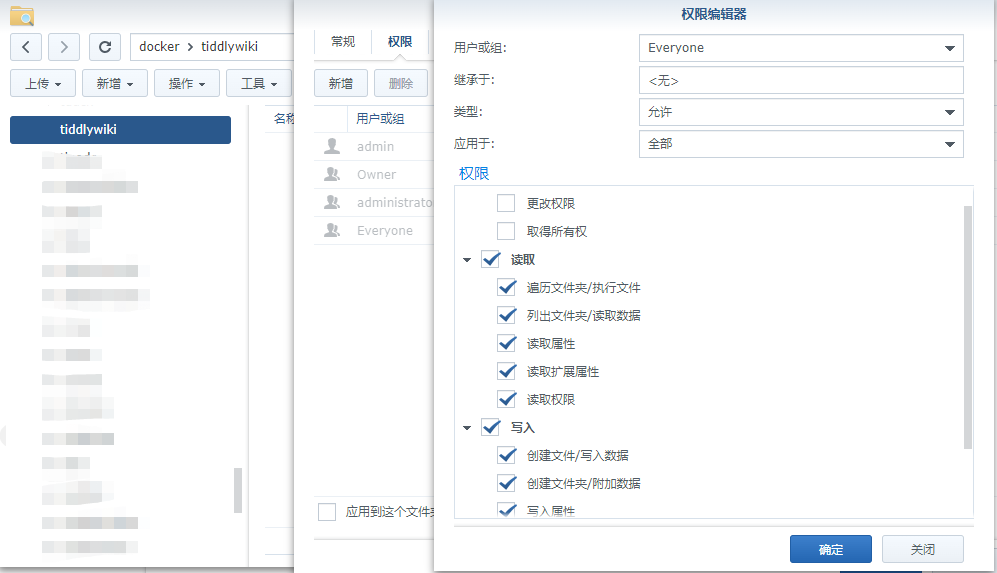 docker > tiddlywiki
上传
新增
操作
工具
tiddlywiki
常规
权限
新增
删除
用户或组
admin
Owner
Everyone
权限编辑器
用户或组:
Everyone
继承于:
<无>
类型:
允许
应用于:
全部
权限
更改权限
取得所有权
读取
遍历文件夹/执行文件
列出文件夹/读取数据
读取属性
读取扩展属性
读取权限
写入
创建文件/写入数据
创建文件夹/附加数据
写入属性
应用到这个文件
确定
关闭